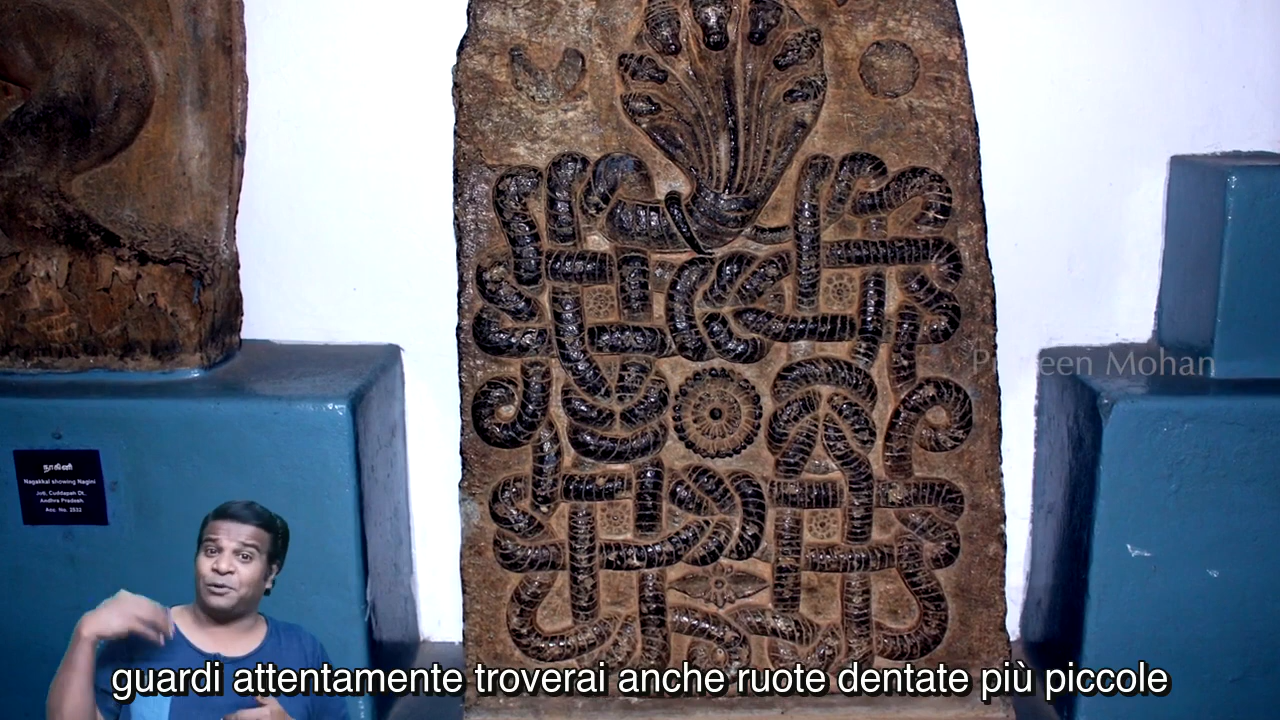 Praveen Mohan
நாகினி
Nagakkal showing Nagini
Joti, Cuddapah Dt.,
Andhra Pradesh.
Acc. No. 2532
guardi attentamente troverai anche ruote dentate più piccole